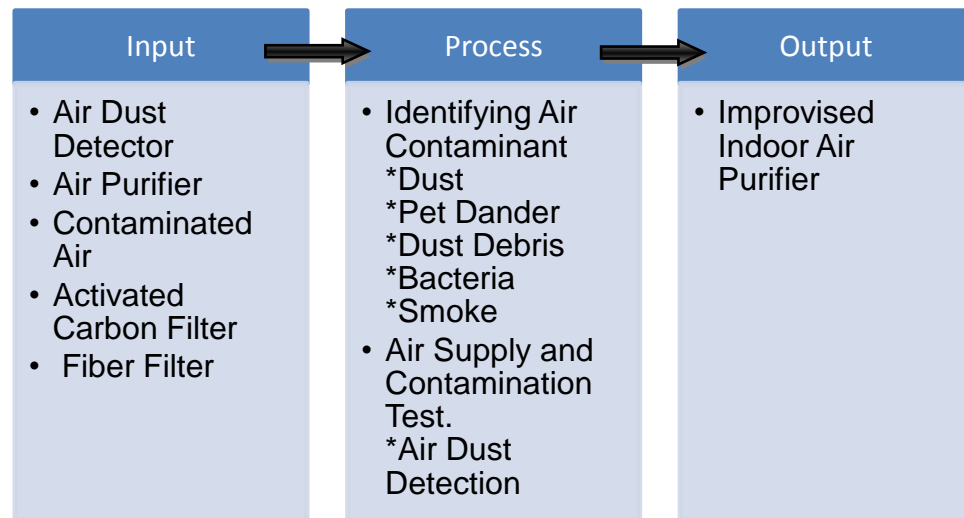 Input
• Air Dust
Detector
• Air Purifier
• Contaminated
Air
• Activated
Carbon Filter
• Fiber Filter
Process
• Identifying Air
Contaminant
*Dust
*Pet Dander
*Dust Debris
*Bacteria
*Smoke
• Air Supply and
Contamination
Test.
*Air Dust
Detection
Output
• Improvised
Indoor Air
Purifier